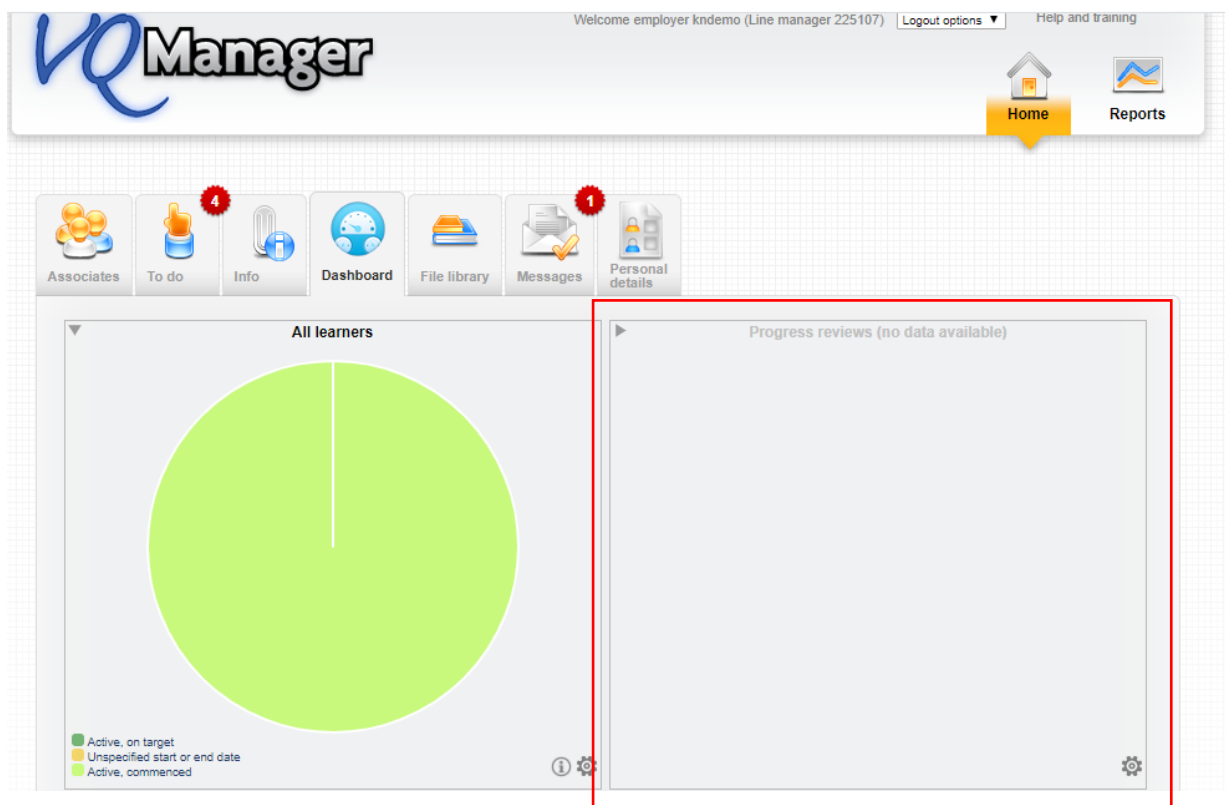 Welcome employer kndemo (Line manager 225107) Logout options ▼ Help and training
VQManager
Home Reports
4 1
Associates To do Info Dashboard File library Messages Personal details
All learners
Progress reviews (no data available)
Active, on target
Unspecified start or end date
Active, commenced